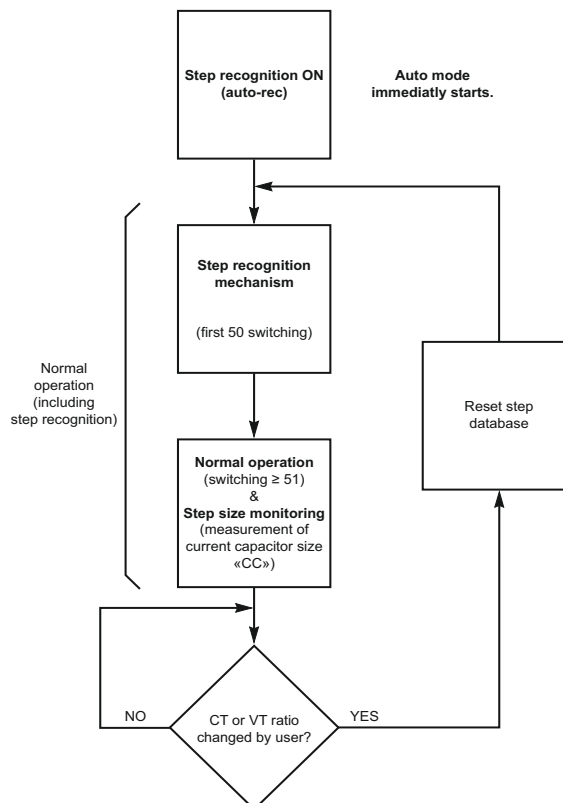 Step recognition ON
(auto-rec)
Auto mode
immediatly starts.
Step recognition
mechanism
(first 50 switching)
Normal
operation
(including
step recognition)
Reset step
database
Normal operation
(switching ≥ 51)
&
Step size monitoring
(measurement of
current capacitor size
«CC»)
NO
CT or VT ratio
changed by user?
YES